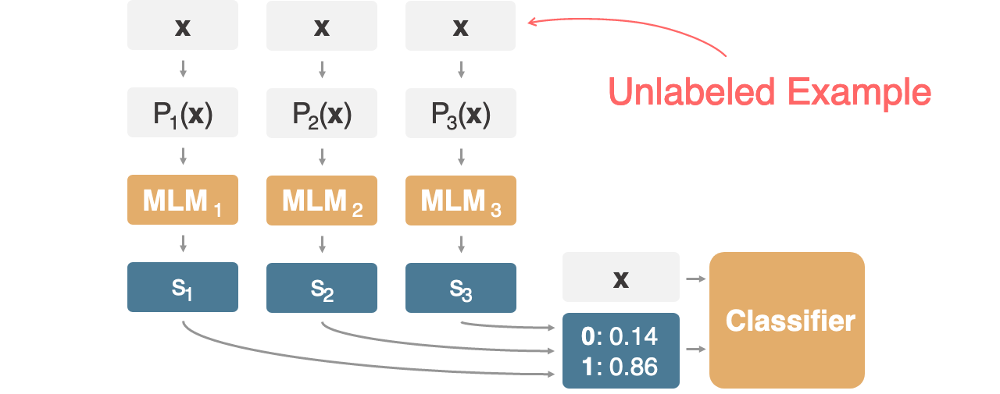 x x x
Unlabeled Example
P₁(x) P₂(x) P₃(x)
MLM ₁ MLM ₂ MLM ₃
s₁ s₂ s₃
x
Classifier
0: 0.14
1: 0.86